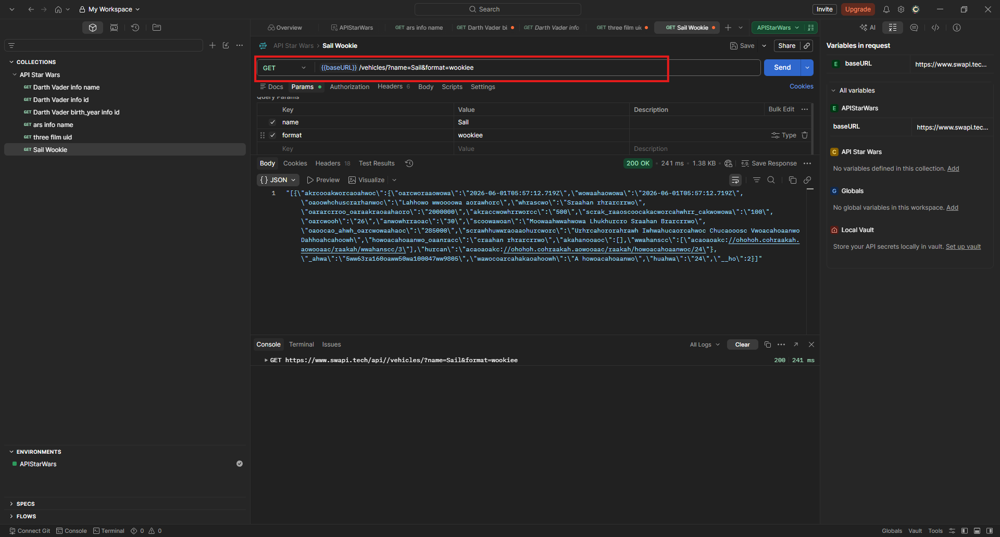 My Workspace
Search
Invite
Upgrade
Overview
APIStarWars
GET ars info name
GET Darth Vader bi.
GET Darth Vader info
GET three film uid
GET Sail Wookie
APIStarWars
AI
API Star Wars > Sail Wookie
Save
Share
GET
{{baseURL}} /vehicles/?name=Sail&format=wookiee
Send
Docs
Params
Authorization
Headers 6
Body
Scripts
Settings
Cookies
Query Params
Key
Value
Description
Bulk Edit
name
Sail
format
wookiee
Type
Key
Value
Description
Body
Cookies
Headers 18
Test Results
200 OK
241 ms
1.38 KB
e.g. Save Response
{} JSON
Preview
Visualize
1
"[{\"akrcooakworcaoahwoc\":{\"oarcworaaowowa\":\"2026-06-01T05:57:12.719Z\",\"wowaahaowowa\":\"2026-06-01T05:57:12.719Z\",
\"oaoowhchuscrarhanwoc\":\"Lahhowo wwoooowa aorawhorc\",\"whrascwo\":\"Sraahan rhrarcrrwo\",
\"oararcrroo_oaraakraoaahaoro\":\"2000000\",\"akraccwowhrrworcc\":\"500\",\"scrak_raaoscoocakacworcahwhrr_cakwowowa\":\"100\",
\"oarcwooh\":\"26\",\"anwowhrraoac\":\"30\",\"scoowawoan\":\"Moowaahwwahwowa Lhukhurcro Sraahan Brarcrrwo\",
\"oaoocao_ahwh_oarcwowaahaoc\":\"285000\",\"scrawhhuwwraoaaohurcworc\":\"Urhrcahororahrawh Iwhwahucaorcahwoc Chucaooosc Vwoacahoaanwo
Dahhoahcahoowh\",\"howoacahoaanwo_oaanracc\":\"craahan rhrarcrrwo\",\"akahanooaoc\":[],\"wwahanscc\":[\"acaoaoakc://ohohoh.cohraakah.
aowooaac/raakah/wwahanscc/3\"],\"hurcan\":\"acaoaoakc://ohohoh.cohraakah.aowooaac/raakah/howoacahoaanwoc/24\"},
\"_ahwa\":\"5ww63ra160oaww50wa100047ww9805\",\"wawocoarcahakaoahoowh\":\"A howoacahoaanwo\",\"huahwa\":\"24\",\"__ho\":2}]"
Console
Terminal
Issues
All Logs
Clear
GET https://www.swapi.tech/api//vehicles/?name=Sail&format=wookiee
200
241 ms
COLLECTIONS
API Star Wars
GET Darth Vader info name
GET Darth Vader info id
GET Darth Vader birth_year info id
GET ars info name
GET three film uid
GET Sail Wookie
ENVIRONMENTS
APIStarWars
SPECS
FLOWS
Variables in request
E baseURL
https://www.swapi.tec...
All variables
E APIStarWars
baseURL
https://www.swapi.tec...
C API Star Wars
No variables defined in this collection. Add
G Globals
No global variables in this workspace. Add
Local Vault
Store your API secrets locally in vault. Set up vault
Connect Git
Console
Terminal
0
0
Globals
Vault
Tools